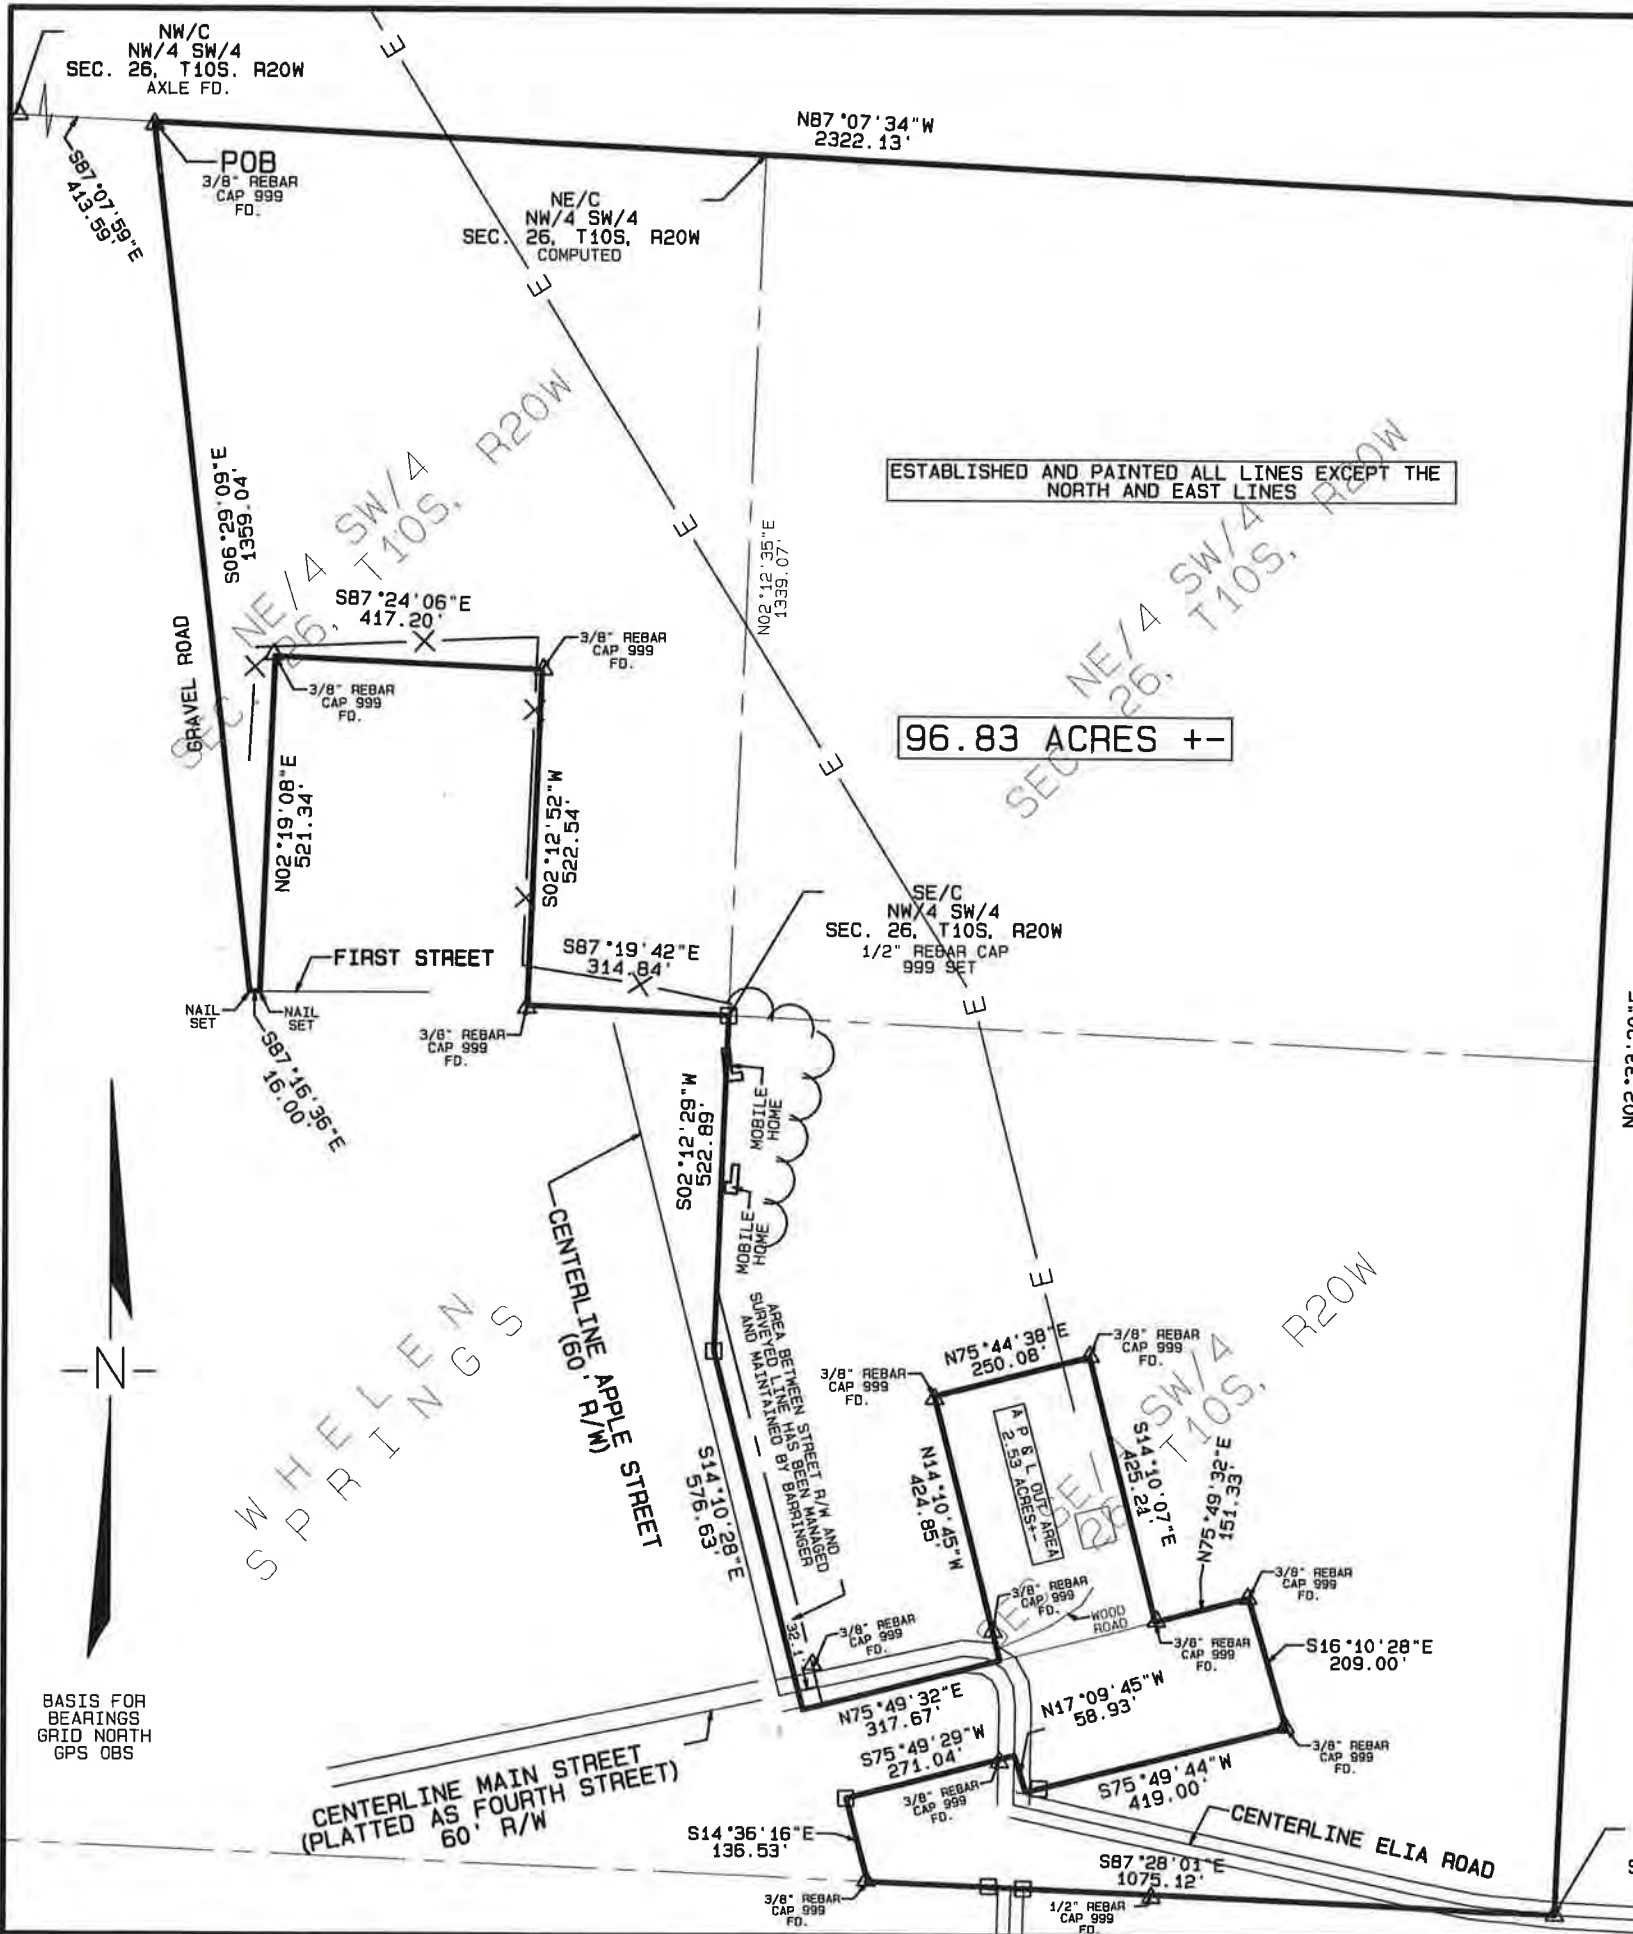 NW/C
NW/4 SW/4
SEC. 26, T10S. R20W
AXLE FD.
N87°07'34"W
2322.13'
POB
3/8" REBAR
CAP 999
FD.
S87°07'59"E
413.59'
NE/C
NW/4 SW/4
SEC. 26, T10S, R20W
COMPUTED
E
E
E
E
E
E
ESTABLISHED AND PAINTED ALL LINES EXCEPT THE
NORTH AND EAST LINES
S06°29'09"E
1359.04'
NE/4 SW/4
SEC. 26, T10S, R20W
N02°12'35"E
1339.07'
NE/4 SW/4
SEC 26, T10S, R20W
S87°24'06"E
417.20'
3/8" REBAR
CAP 999
FD.
3/8" REBAR
CAP 999
FD.
GRAVEL ROAD
96.83 ACRES +-
N02°19'08"E
521.34'
S02°12'52"W
522.54'
SE/C
NW/4 SW/4
SEC. 26, T10S, R20W
1/2" REBAR CAP
999 SET
FIRST STREET
S87°19'42"E
314.84'
NAIL
SET
NAIL
SET
S87°16'36"E
16.00'
3/8" REBAR
CAP 999
FD.
S02°12'29"W
522.89'
MOBILE
HOME
MOBILE
HOME
CENTERLINE APPLE STREET
(60' R/W)
AREA BETWEEN STREET R/W AND
SURVEYED LINE HAS BEEN MANAGED
AND MAINTAINED BY BARRINGER
-N-
WHELEN
SPRINGS
S14°10'28"E
576.63'
N75°44'38"E
250.08'
3/8" REBAR
CAP 999
FD.
3/8" REBAR
CAP 999
FD.
A P & L OUT AREA
2.53 ACRES+-
N14°10'45"W
424.85'
S14°10'07"E
425.21'
SW/4
T10S, R20W
26
N75°49'32"E
151.33'
3/8" REBAR
CAP 999
FD.
3/8" REBAR
CAP 999
FD.
WOOD
ROAD
3/8" REBAR
CAP 999
FD.
3/8" REBAR
CAP 999
FD.
32.1'
S16°10'28"E
209.00'
BASIS FOR
BEARINGS
GRID NORTH
GPS OBS
N75°49'32"E
317.67'
S75°49'29"W
271.04'
N17°09'45"W
58.93'
3/8" REBAR
CAP 999
FD.
3/8" REBAR
CAP 999
FD.
S75°49'44"W
419.00'
CENTERLINE MAIN STREET
(PLATTED AS FOURTH STREET)
60' R/W
CENTERLINE ELIA ROAD
S14°36'16"E
136.53'
S87°28'01"E
1075.12'
3/8" REBAR
CAP 999
FD.
1/2" REBAR
CAP 999
FD.